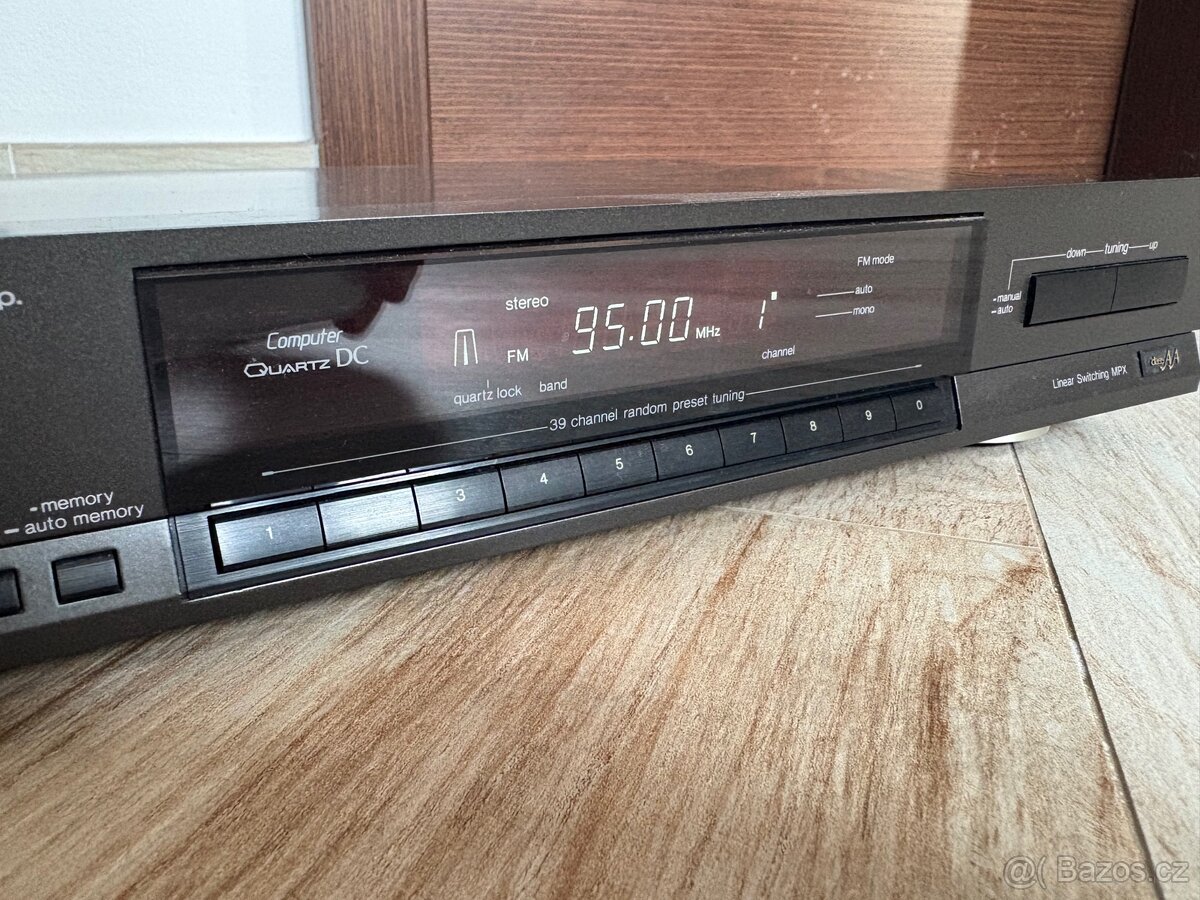 p.
Computer
QUARTZ DC
stereo
FM 95.00 MHz 1
quartz lock band
channel
FM mode
auto
mono
39 channel random preset tuning
down tuning up
-manual
-auto
Linear Switching MPX
class AA
-memory
- auto memory
1 3 4 5 6 7 8 9 0
@( Bazos.cz